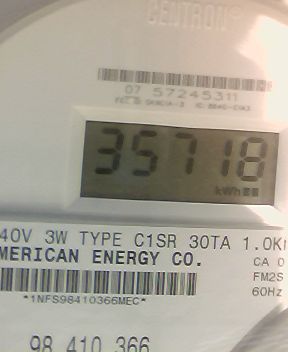 CENTRON®
07 57245311
35718
kWh
40V 3W TYPE C1SR 30TA 1.0K
MERICAN ENERGY CO.
CA 0
FM2S
60Hz
*1NFS98410366MEC*
98 410 366